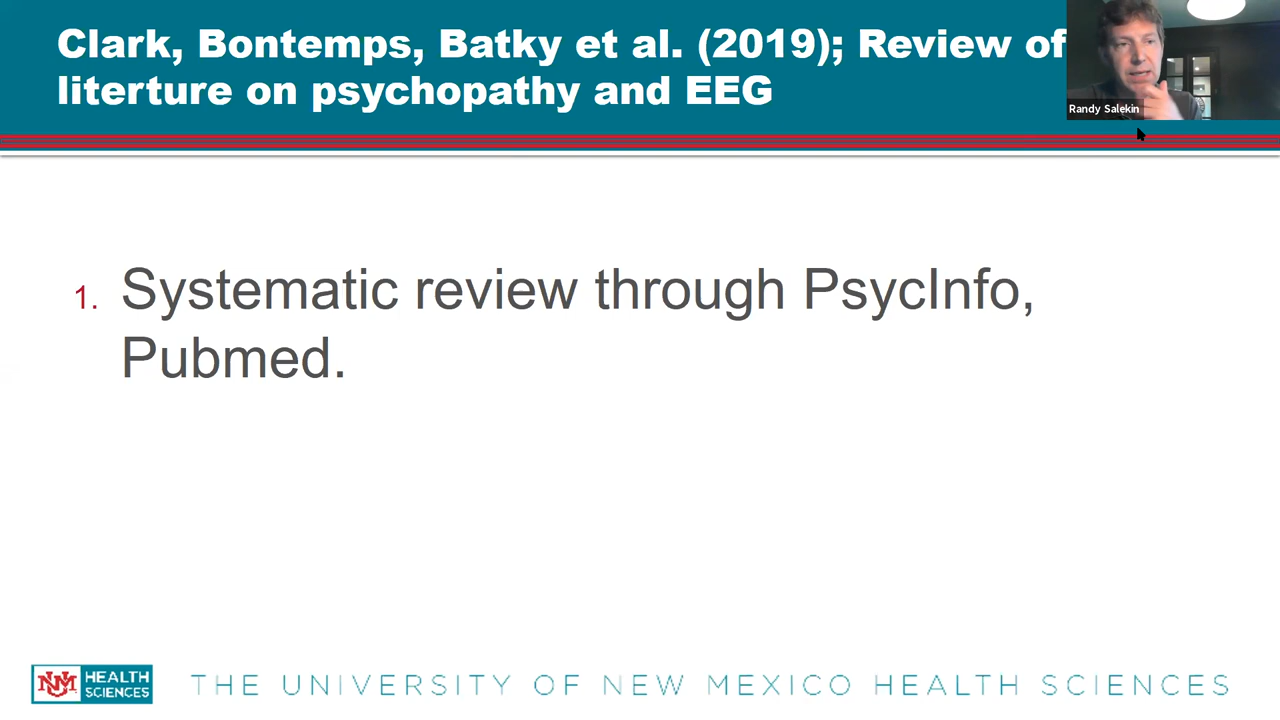 Clark, Bontemps, Batky et al. (2019); Review of
literture on psychopathy and EEG
Randy Salekin
1. Systematic review through PsycInfo,
Pubmed.
UNM HEALTH
SCIENCES
THE UNIVERSITY OF NEW MEXICO HEALTH SCIENCES